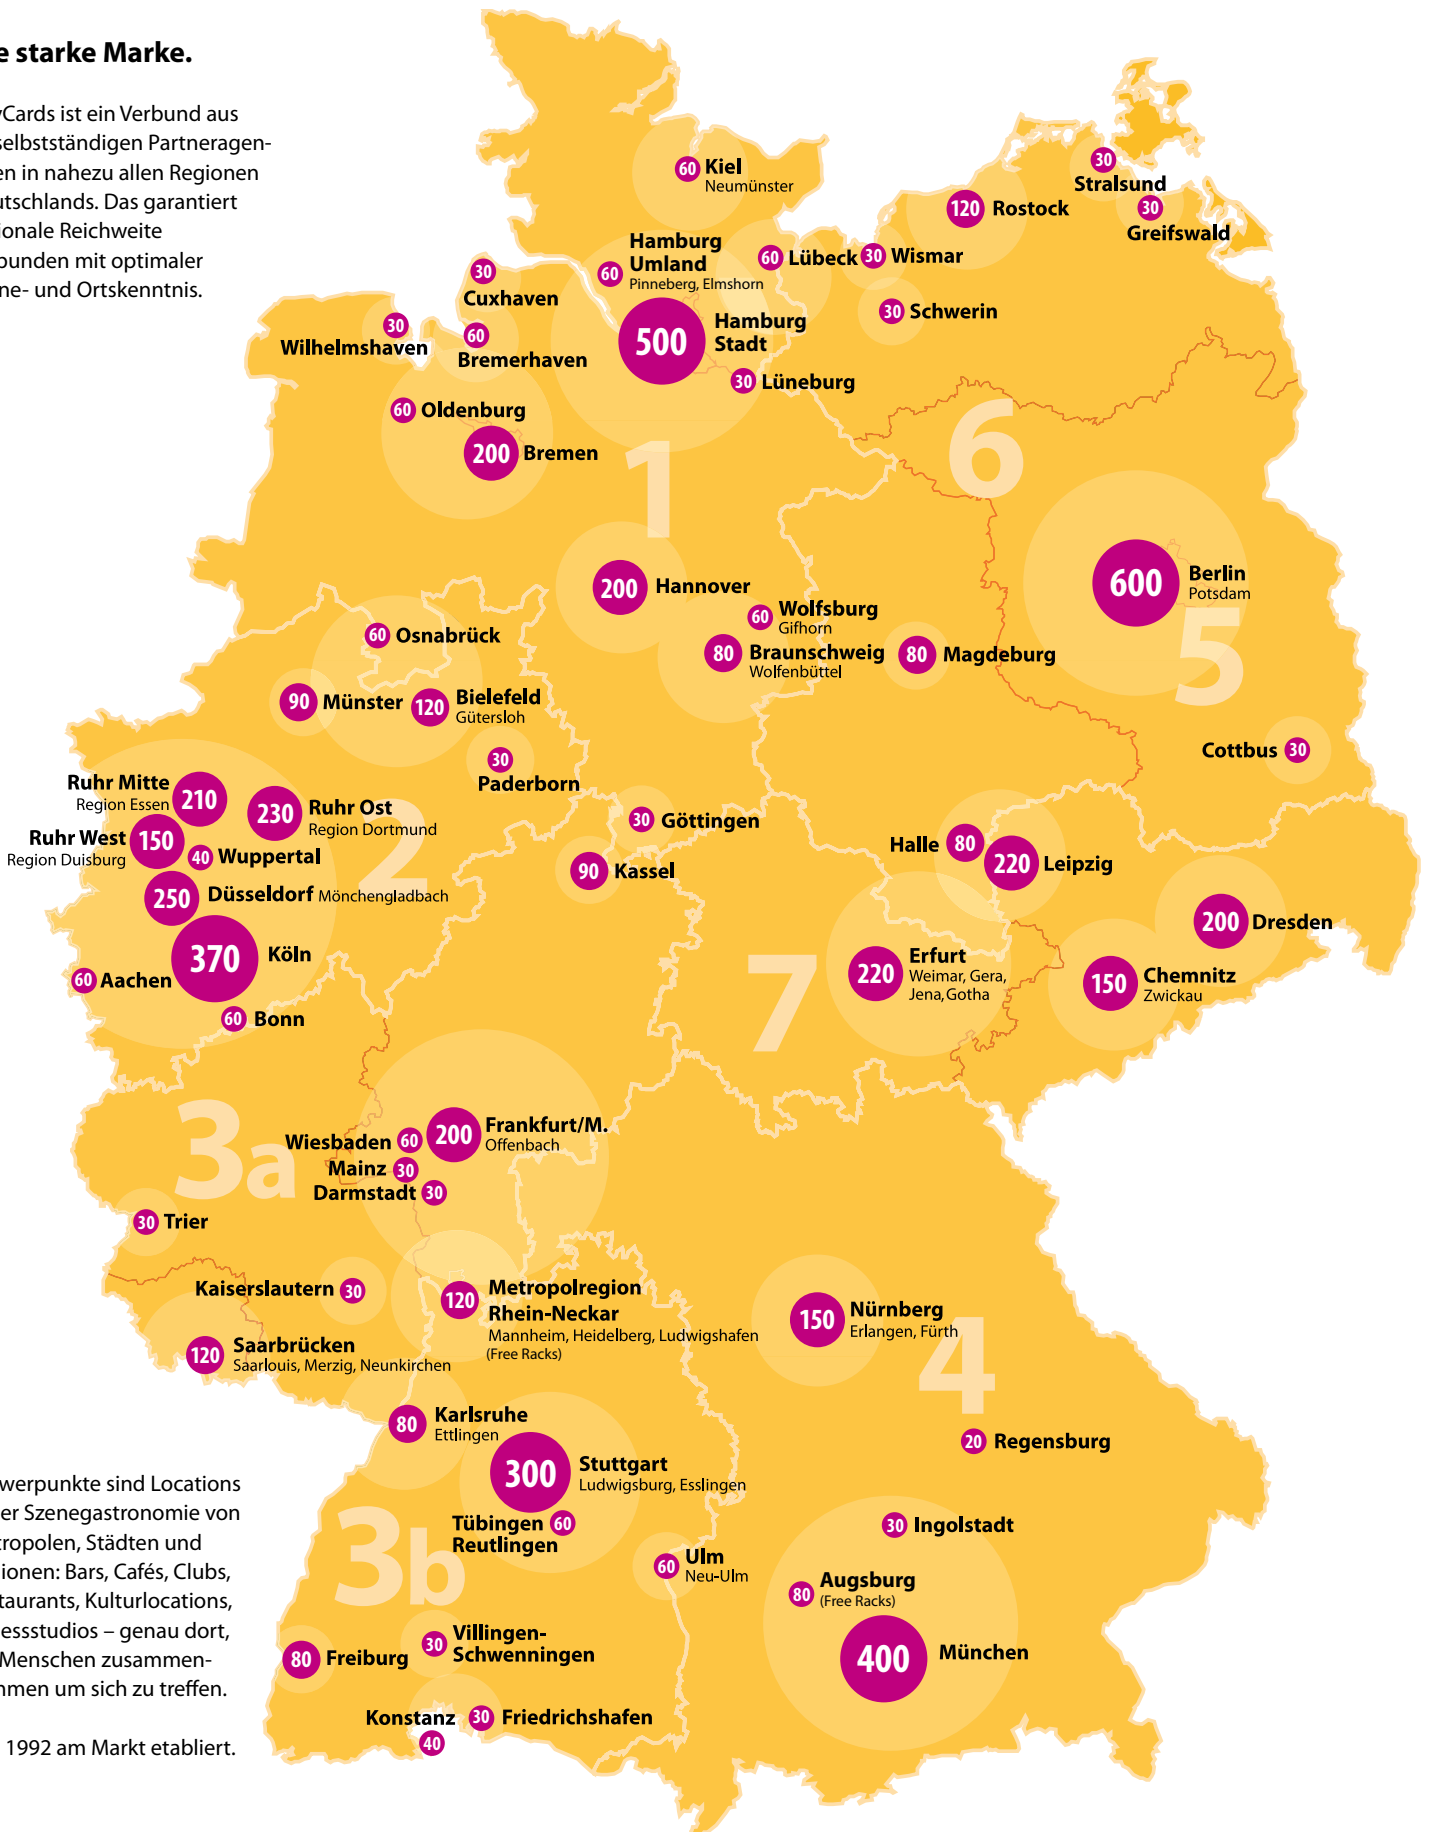 e starke Marke.
Cards ist ein Verbund aus
selbstständigen Partneragen-
en in nahezu allen Regionen
utschlands. Das garantiert
ionale Reichweite
bunden mit optimaler
ne- und Ortskenntnis.
60 Kiel
Neumünster
30
Stralsund
120 Rostock
30
Greifswald
Hamburg
Umland
60
Pinneberg, Elmshorn
60 Lübeck
30 Wismar
30
Cuxhaven
30 Schwerin
30
Wilhelmshaven
60
Bremerhaven
500
Hamburg
Stadt
30 Lüneburg
60 Oldenburg
200 Bremen
1
6
200 Hannover
600
Berlin
Potsdam
5
60 Wolfsburg
Gifhorn
60 Osnabrück
80 Braunschweig
Wolfenbüttel
80 Magdeburg
90 Münster
120 Bielefeld
Gütersloh
Cottbus 30
30
Paderborn
Ruhr Mitte
Region Essen
210
230 Ruhr Ost
Region Dortmund
2
30 Göttingen
Ruhr West
Region Duisburg
150
40 Wuppertal
Halle 80
220 Leipzig
90 Kassel
250 Düsseldorf Mönchengladbach
200 Dresden
370 Köln
7
220 Erfurt
Weimar, Gera,
Jena, Gotha
150 Chemnitz
Zwickau
60 Aachen
60 Bonn
3a
Wiesbaden 60
200 Frankfurt/M.
Offenbach
Mainz 30
Darmstadt 30
30 Trier
Kaiserslautern 30
120 Metropolregion
Rhein-Neckar
Mannheim, Heidelberg, Ludwigshafen
(Free Racks)
150 Nürnberg
Erlangen, Fürth
4
120 Saarbrücken
Saarlouis, Merzig, Neunkirchen
80 Karlsruhe
Ettlingen
20 Regensburg
300 Stuttgart
Ludwigsburg, Esslingen
Tübingen 60
Reutlingen
3b
30 Ingolstadt
60 Ulm
Neu-Ulm
80 Augsburg
(Free Racks)
30 Villingen-
Schwenningen
80 Freiburg
400 München
Konstanz
40
30 Friedrichshafen
werpunkte sind Locations
er Szenegastronomie von
tropolen, Städten und
ionen: Bars, Cafés, Clubs,
taurants, Kulturlocations,
essstudios – genau dort,
Menschen zusammen-
mmen um sich zu treffen.
1992 am Markt etabliert.